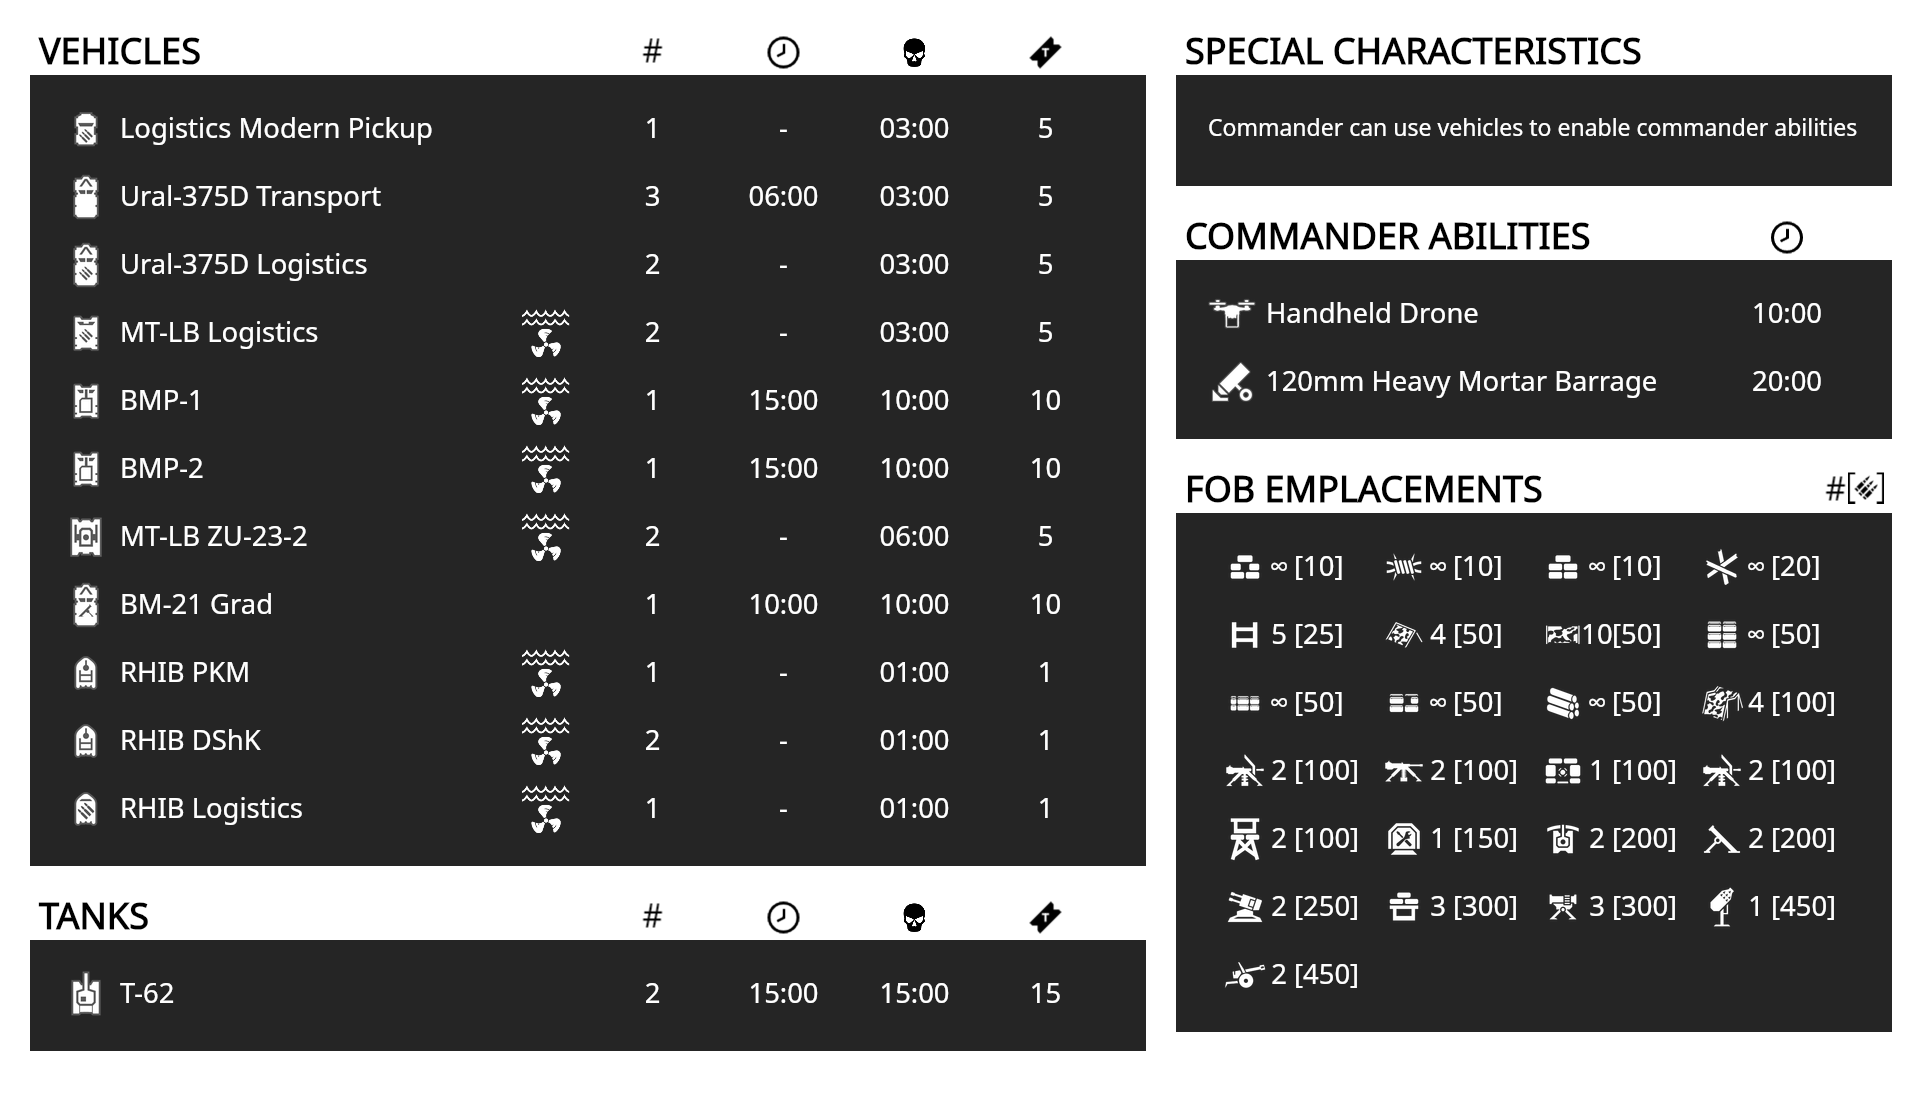 VEHICLES #
Logistics Modern Pickup 1 - 03:00 5
Ural-375D Transport 3 06:00 03:00 5
Ural-375D Logistics 2 - 03:00 5
MT-LB Logistics 2 - 03:00 5
BMP-1 1 15:00 10:00 10
BMP-2 1 15:00 10:00 10
MT-LB ZU-23-2 2 - 06:00 5
BM-21 Grad 1 10:00 10:00 10
RHIB PKM 1 - 01:00 1
RHIB DShK 2 - 01:00 1
RHIB Logistics 1 - 01:00 1
TANKS #
T-62 2 15:00 15:00 15
SPECIAL CHARACTERISTICS
Commander can use vehicles to enable commander abilities
COMMANDER ABILITIES
Handheld Drone 10:00
120mm Heavy Mortar Barrage 20:00
FOB EMPLACEMENTS #[ ]
∞ [10] ∞ [10] ∞ [10] ∞ [20]
5 [25] 4 [50] 10[50] ∞ [50]
∞ [50] ∞ [50] ∞ [50] 4 [100]
2 [100] 2 [100] 1 [100] 2 [100]
2 [100] 1 [150] 2 [200] 2 [200]
2 [250] 3 [300] 3 [300] 1 [450]
2 [450]